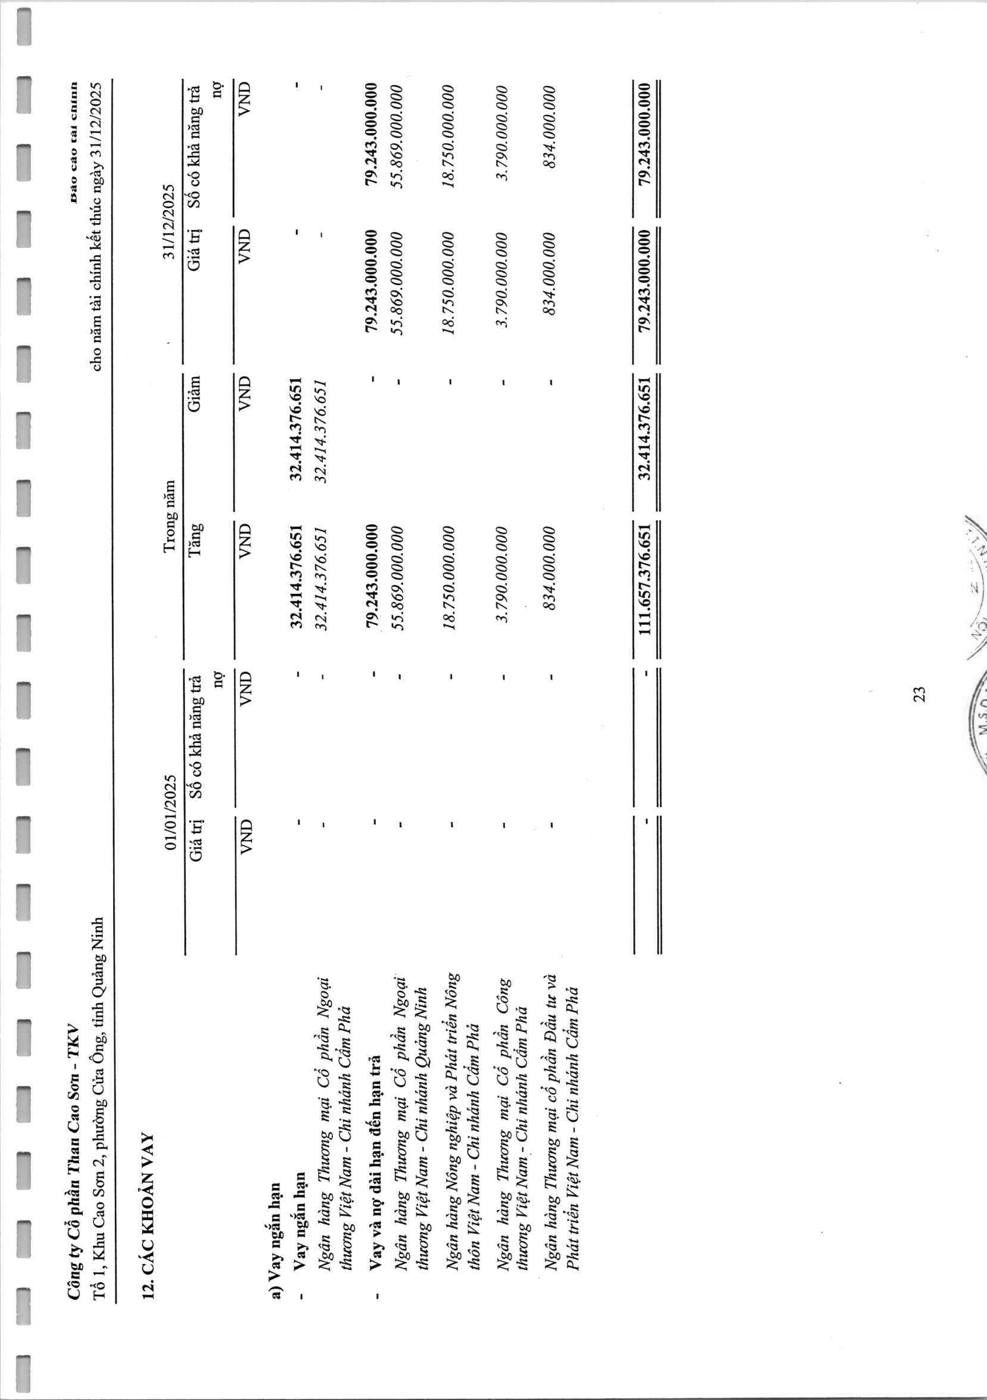 Công ty Cổ phần Than Cao Sơn - TKV Báo cáo tài chính
Tổ 1, Khu Cao Sơn 2, phường Cửa Ông, tỉnh Quảng Ninh cho năm tài chính kết thúc ngày 31/12/2025
12. CÁC KHOẢN VAY
01/01/2025 Trong năm 31/12/2025
Giá trị Số có khả năng trả Tăng Giảm Giá trị Số có khả năng trả
nợ nợ
VND VND VND VND VND VND
a) Vay ngắn hạn
- Vay ngắn hạn - - 32.414.376.651 32.414.376.651 - -
Ngân hàng Thương mại Cổ phần Ngoại - - 32.414.376.651 32.414.376.651 - -
thương Việt Nam - Chi nhánh Cẩm Phả
- Vay và nợ dài hạn đến hạn trả - - 79.243.000.000 - 79.243.000.000 79.243.000.000
Ngân hàng Thương mại Cổ phần Ngoại - - 55.869.000.000 - 55.869.000.000 55.869.000.000
thương Việt Nam - Chi nhánh Quảng Ninh
Ngân hàng Nông nghiệp và Phát triển Nông - - 18.750.000.000 - 18.750.000.000 18.750.000.000
thôn Việt Nam - Chi nhánh Cẩm Phả
Ngân hàng Thương mại Cổ phần Công - - 3.790.000.000 - 3.790.000.000 3.790.000.000
thương Việt Nam - Chi nhánh Cẩm Phả
Ngân hàng Thương mại cổ phần Đầu tư và - - 834.000.000 - 834.000.000 834.000.000
Phát triển Việt Nam - Chi nhánh Cẩm Phả
- - 111.657.376.651 32.414.376.651 79.243.000.000 79.243.000.000
23
M.S.Q